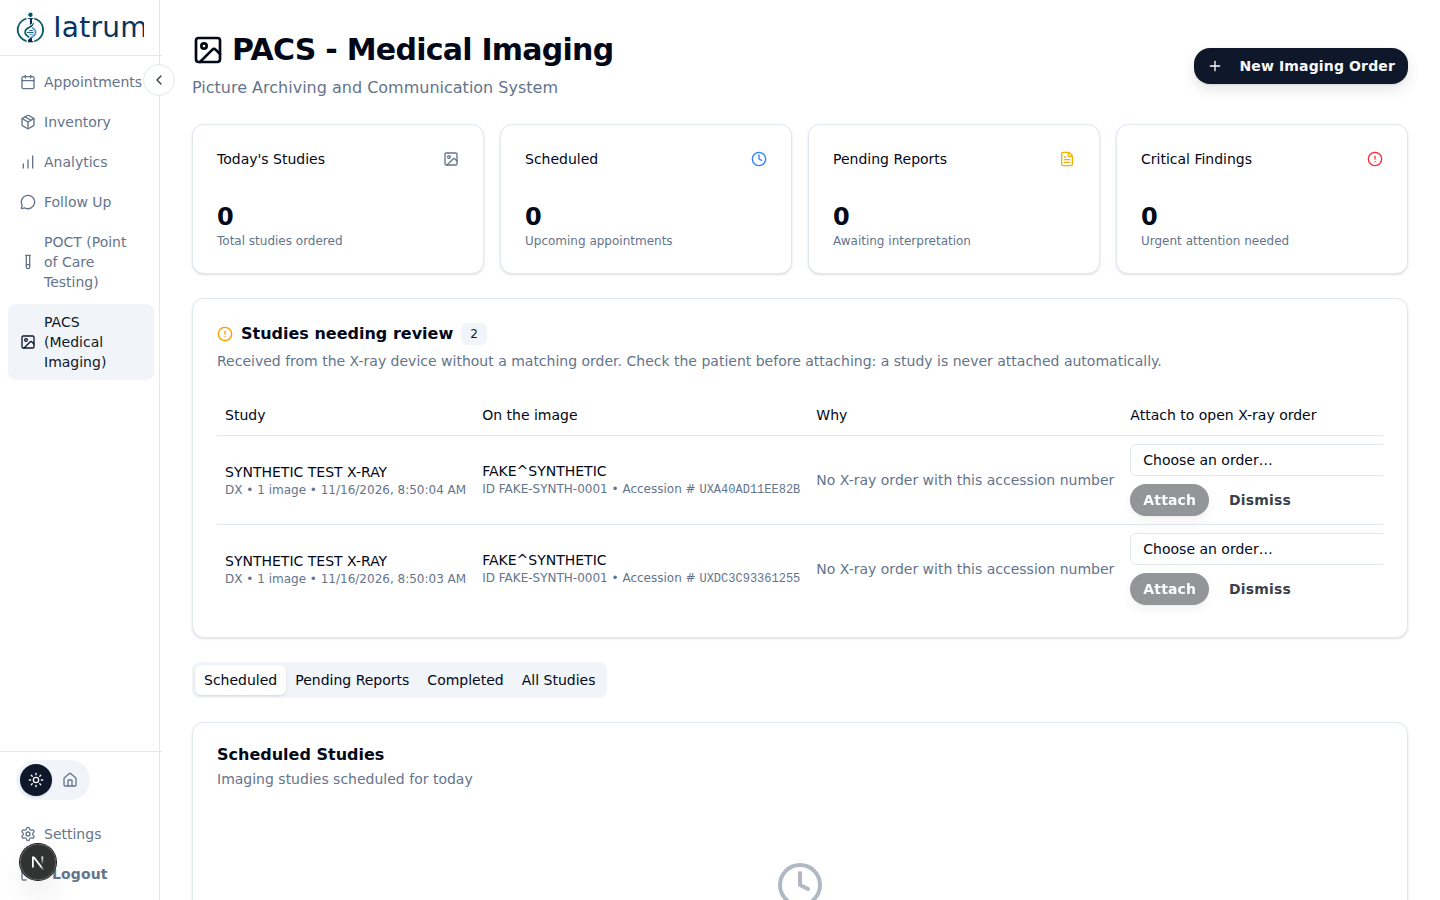 Iatrum
Appointments
Inventory
Analytics
Follow Up
POCT (Point
of Care
Testing)
PACS
(Medical
Imaging)
Settings
Logout
PACS - Medical Imaging
Picture Archiving and Communication System
New Imaging Order
Today's Studies
0
Total studies ordered
Scheduled
0
Upcoming appointments
Pending Reports
0
Awaiting interpretation
Critical Findings
0
Urgent attention needed
Studies needing review 2
Received from the X-ray device without a matching order. Check the patient before attaching: a study is never attached automatically.
Study On the image Why Attach to open X-ray order
SYNTHETIC TEST X-RAY
DX • 1 image • 11/16/2026, 8:50:04 AM
FAKE^SYNTHETIC
ID FAKE-SYNTH-0001 • Accession # UXA40AD11EE82B
No X-ray order with this accession number
Choose an order...
Attach Dismiss
SYNTHETIC TEST X-RAY
DX • 1 image • 11/16/2026, 8:50:03 AM
FAKE^SYNTHETIC
ID FAKE-SYNTH-0001 • Accession # UXDC3C93361255
No X-ray order with this accession number
Choose an order...
Attach Dismiss
Scheduled Pending Reports Completed All Studies
Scheduled Studies
Imaging studies scheduled for today